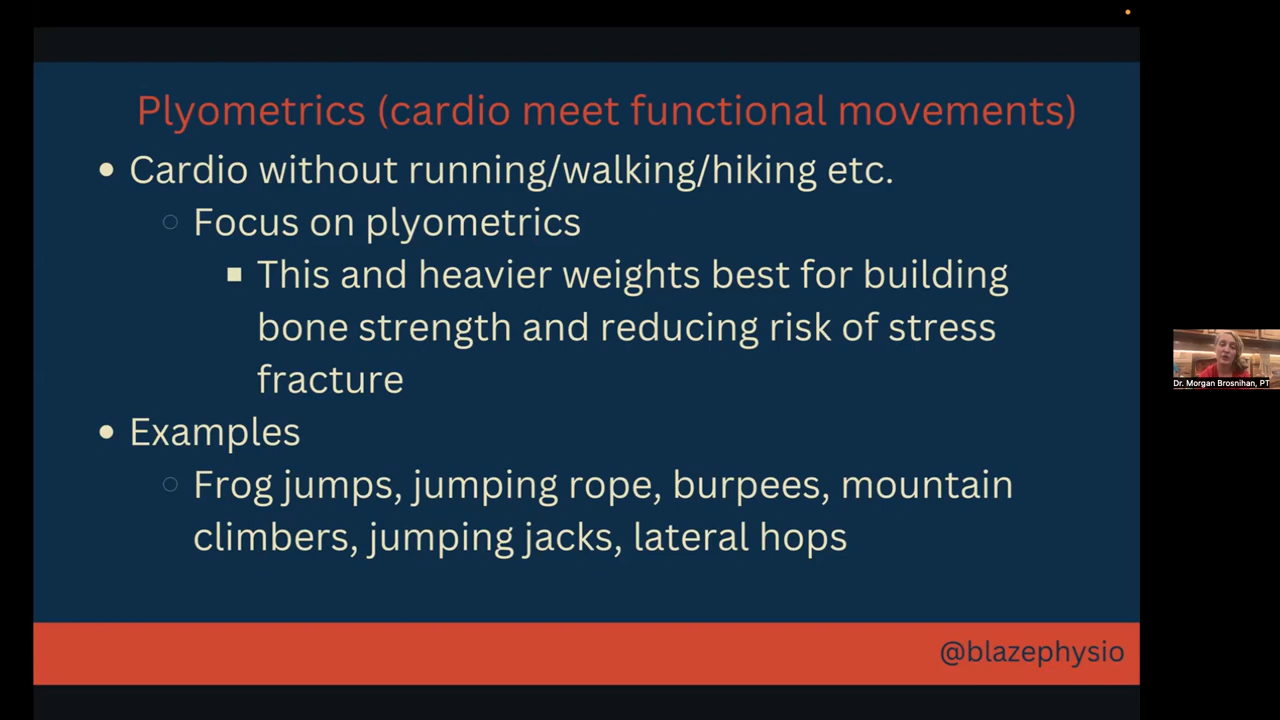 Plyometrics (cardio meet functional movements)
Cardio without running/walking/hiking etc.
Focus on plyometrics
This and heavier weights best for building
bone strength and reducing risk of stress
fracture
Examples
Frog jumps, jumping rope, burpees, mountain
climbers, jumping jacks, lateral hops
@blazephysio
Dr. Morgan Brosnihan, PT